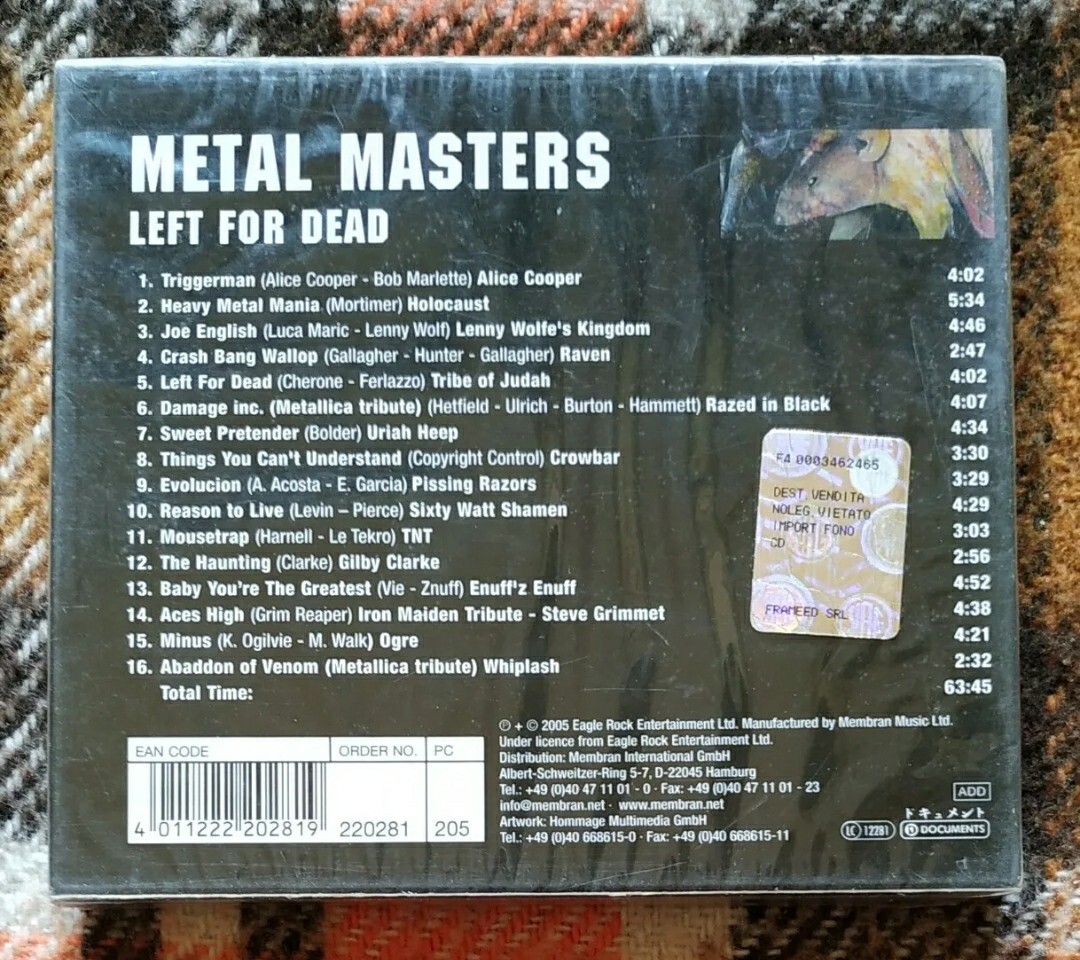 METAL MASTERS
LEFT FOR DEAD
1. Triggerman (Alice Cooper - Bob Marlette) Alice Cooper 4:02
2. Heavy Metal Mania (Mortimer) Holocaust 5:34
3. Joe English (Luca Maric - Lenny Wolf) Lenny Wolfe's Kingdom 4:46
4. Crash Bang Wallop (Gallagher - Hunter - Gallagher) Raven 2:47
5. Left For Dead (Cherone - Ferlazzo) Tribe of Judah 4:02
6. Damage inc. (Metallica tribute) (Hetfield - Ulrich - Burton - Hammett) Razed in Black 4:07
7. Sweet Pretender (Bolder) Uriah Heep 4:34
8. Things You Can't Understand (Copyright Control) Crowbar 3:30
9. Evolucion (A. Acosta - E. Garcia) Pissing Razors 3:29
10. Reason to Live (Levin – Pierce) Sixty Watt Shamen 4:29
11. Mousetrap (Harnell - Le Tekro) TNT 3:03
12. The Haunting (Clarke) Gilby Clarke 2:56
13. Baby You're The Greatest (Vie - Znuff) Enuff'z Enuff 4:52
14. Aces High (Grim Reaper) Iron Maiden Tribute - Steve Grimmet 4:38
15. Minus (K. Ogilvie - M. Walk) Ogre 4:21
16. Abaddon of Venom (Metallica tribute) Whiplash 2:32
Total Time: 63:45
F4 0003462465
DEST.VENDITA
NOLEG.VIETATO
IMPORT FONO
CD
FRAMEED SRL
EAN CODE ORDER NO. PC
4 011222 202819 220281 205
℗ + © 2005 Eagle Rock Entertainment Ltd. Manufactured by Membran Music Ltd.
Under licence from Eagle Rock Entertainment Ltd.
Distribution: Membran International GmbH
Albert-Schweitzer-Ring 5-7, D-22045 Hamburg
Tel.: +49 (0)40 47 11 01 - 0 · Fax: +49 (0)40 47 11 01 - 23
info@membran.net · www.membran.net
Artwork: Hommage Multimedia GmbH
Tel.: +49 (0)40 668615-0 · Fax: +49 (0)40 668615-11
ADD
ドキュメント
LC 12281 DOCUMENTS